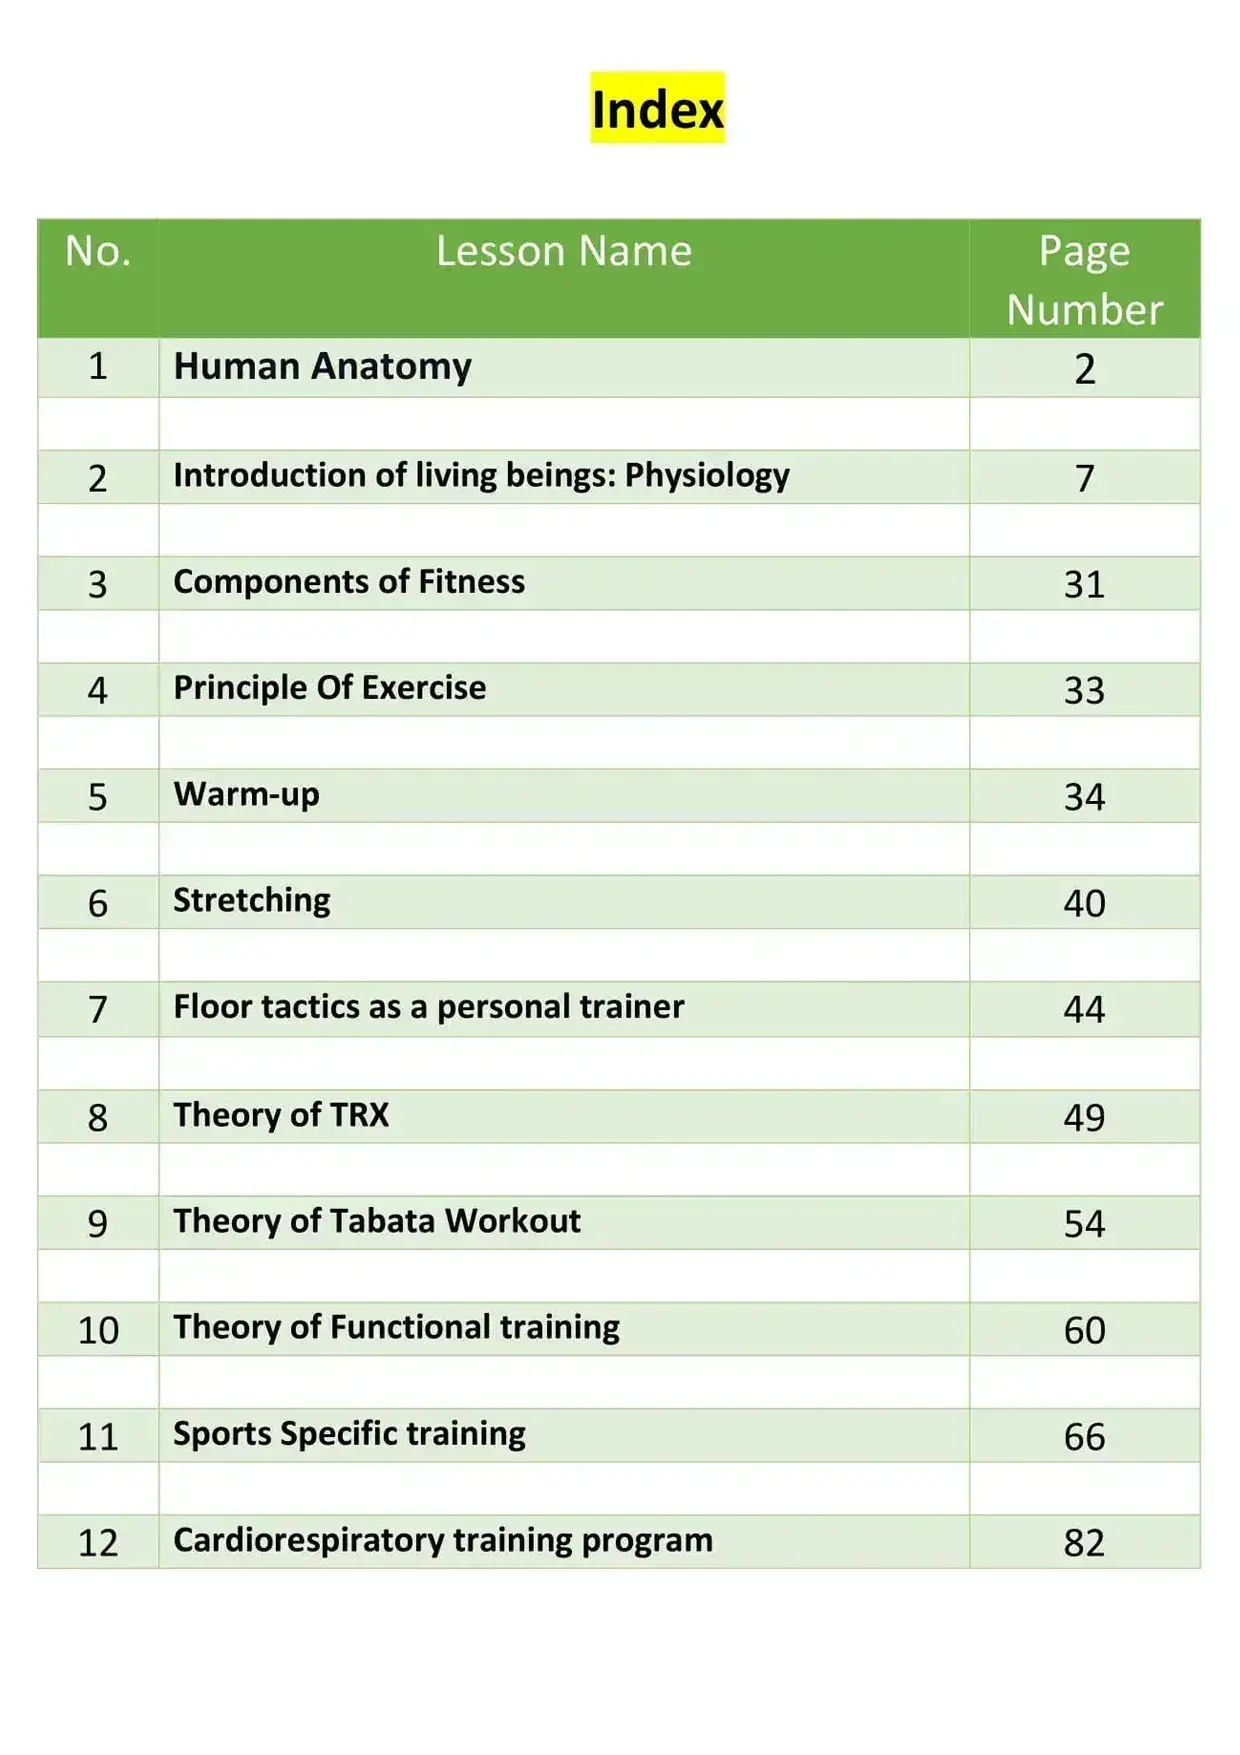 Index
No. Lesson Name Page
Number
1 Human Anatomy 2
2 Introduction of living beings: Physiology 7
3 Components of Fitness 31
4 Principle Of Exercise 33
5 Warm-up 34
6 Stretching 40
7 Floor tactics as a personal trainer 44
8 Theory of TRX 49
9 Theory of Tabata Workout 54
10 Theory of Functional training 60
11 Sports Specific training 66
12 Cardiorespiratory training program 82